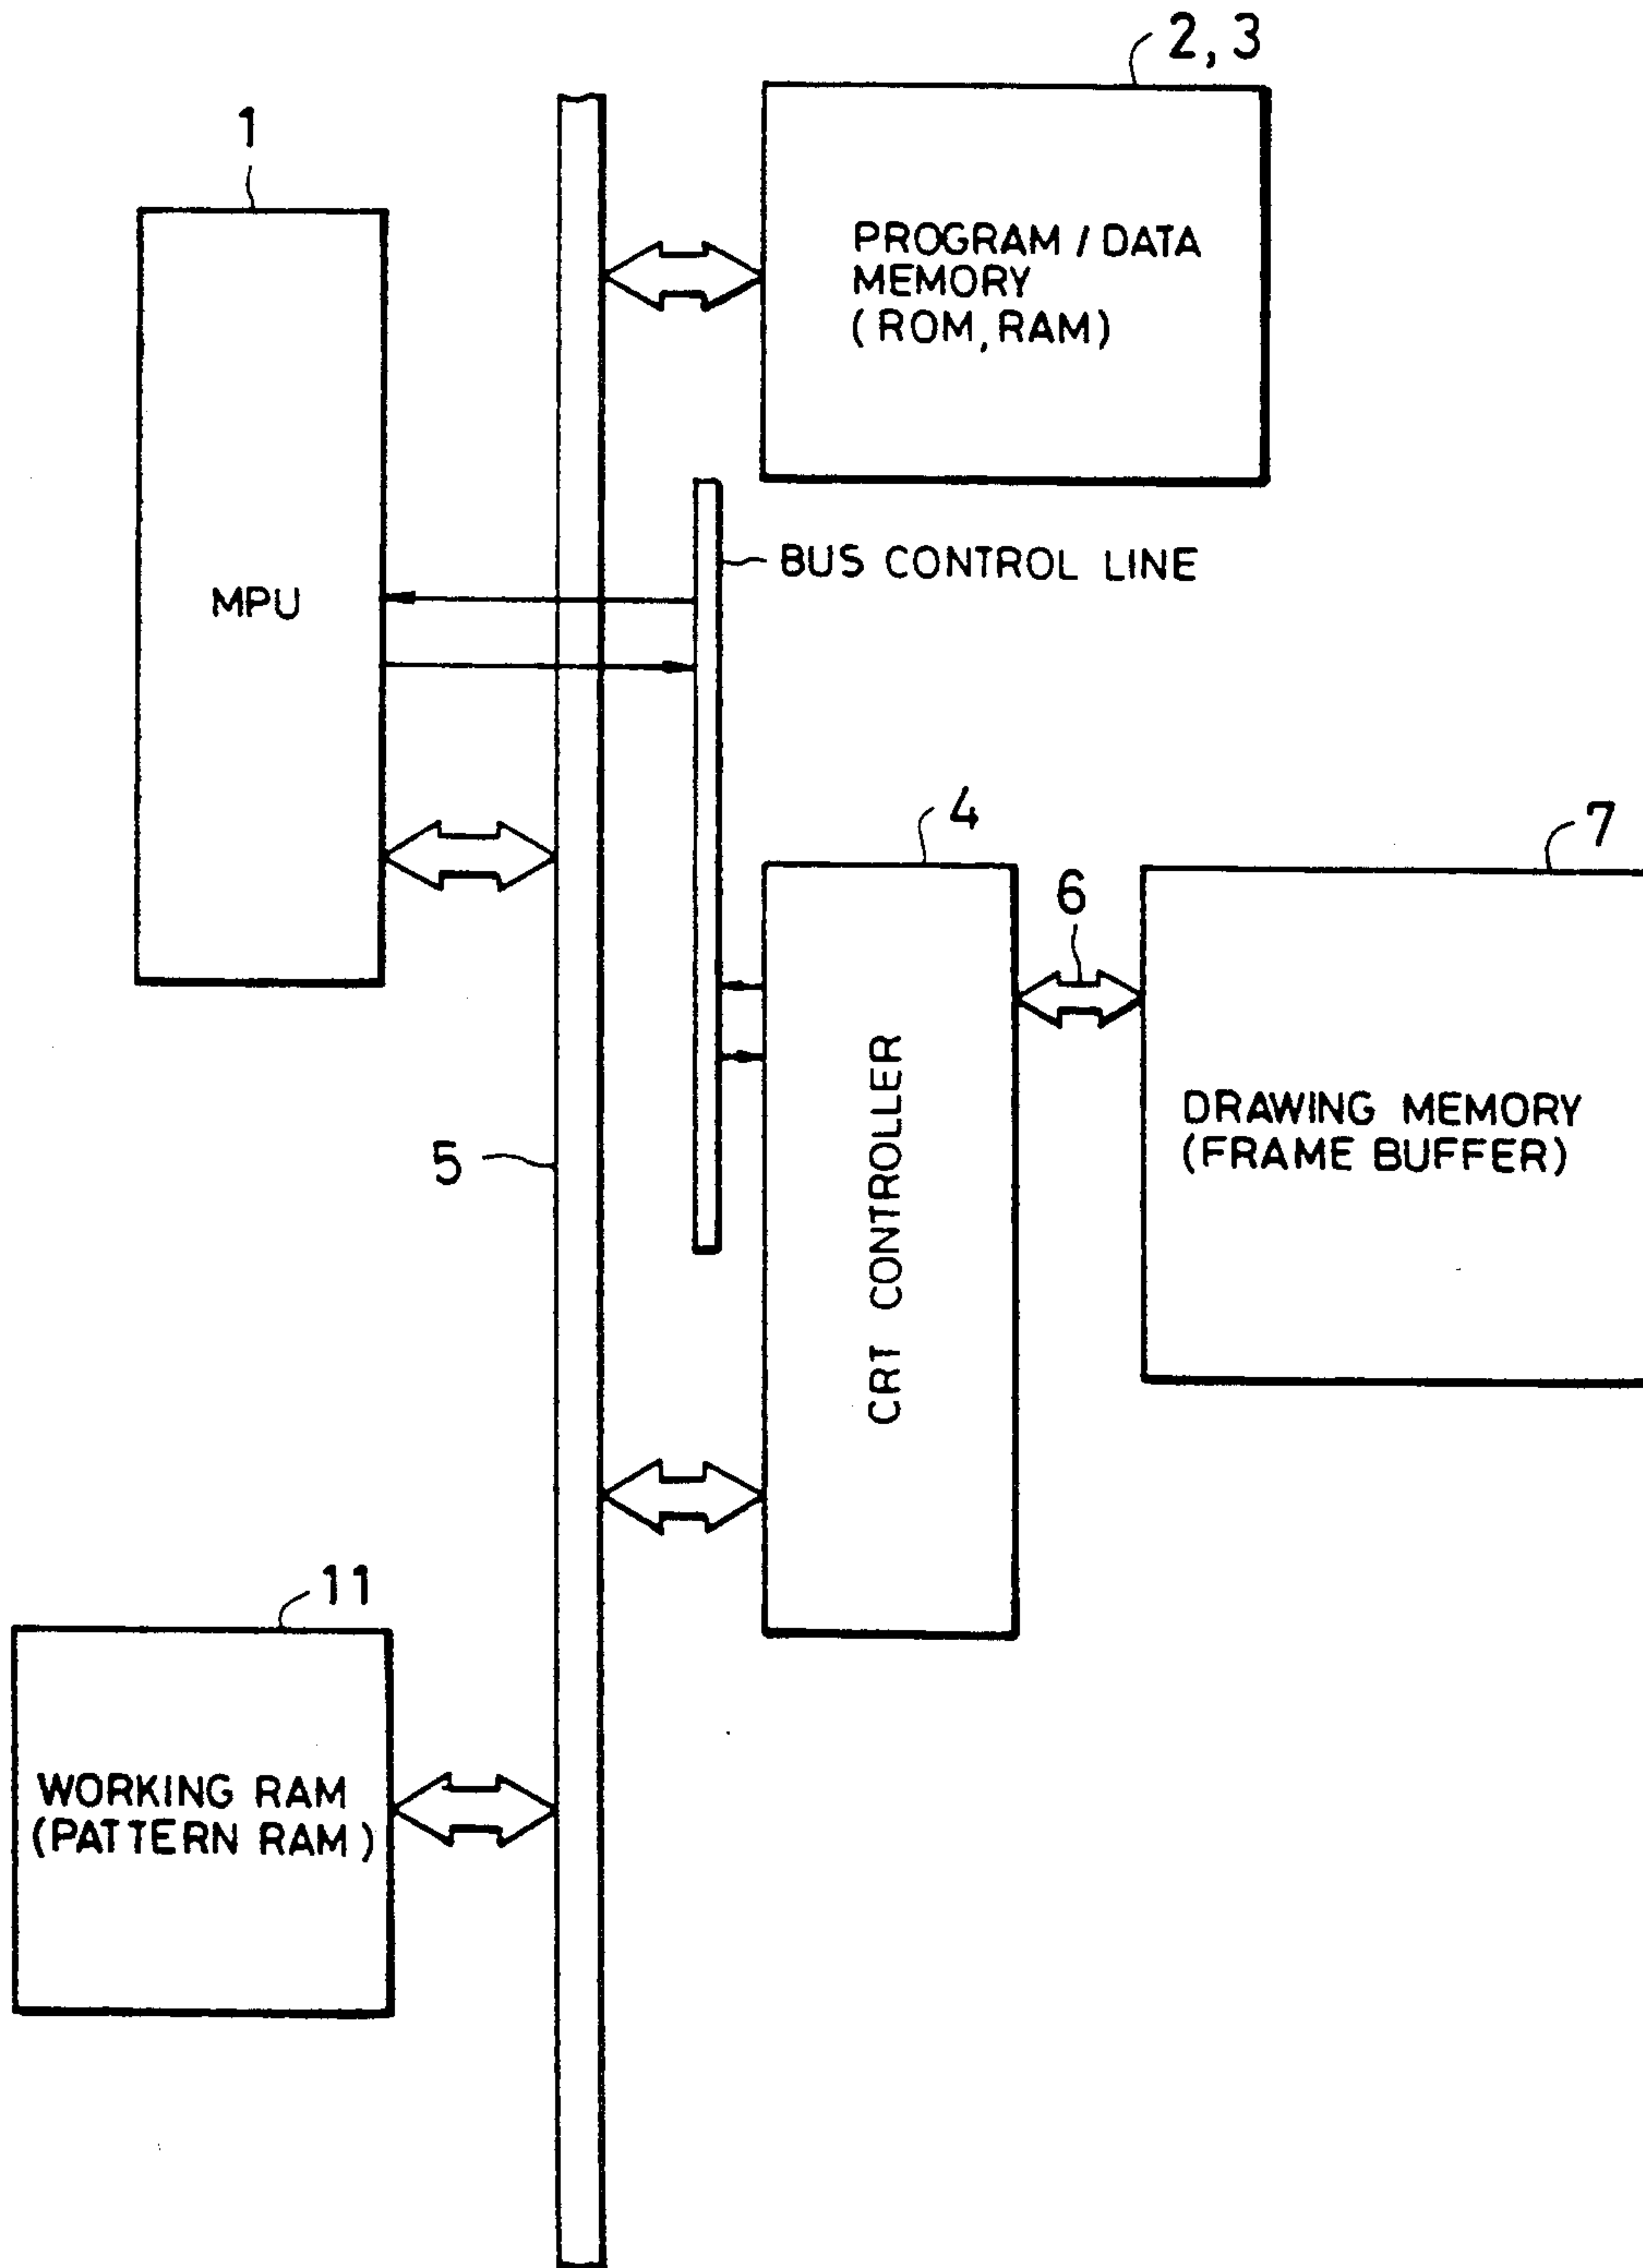 2, 3
1
PROGRAM / DATA
MEMORY
(ROM, RAM)
BUS CONTROL LINE
MPU
4
7
6
CRT CONTROLLER
DRAWING MEMORY
(FRAME BUFFER)
5
11
WORKING RAM
(PATTERN RAM)